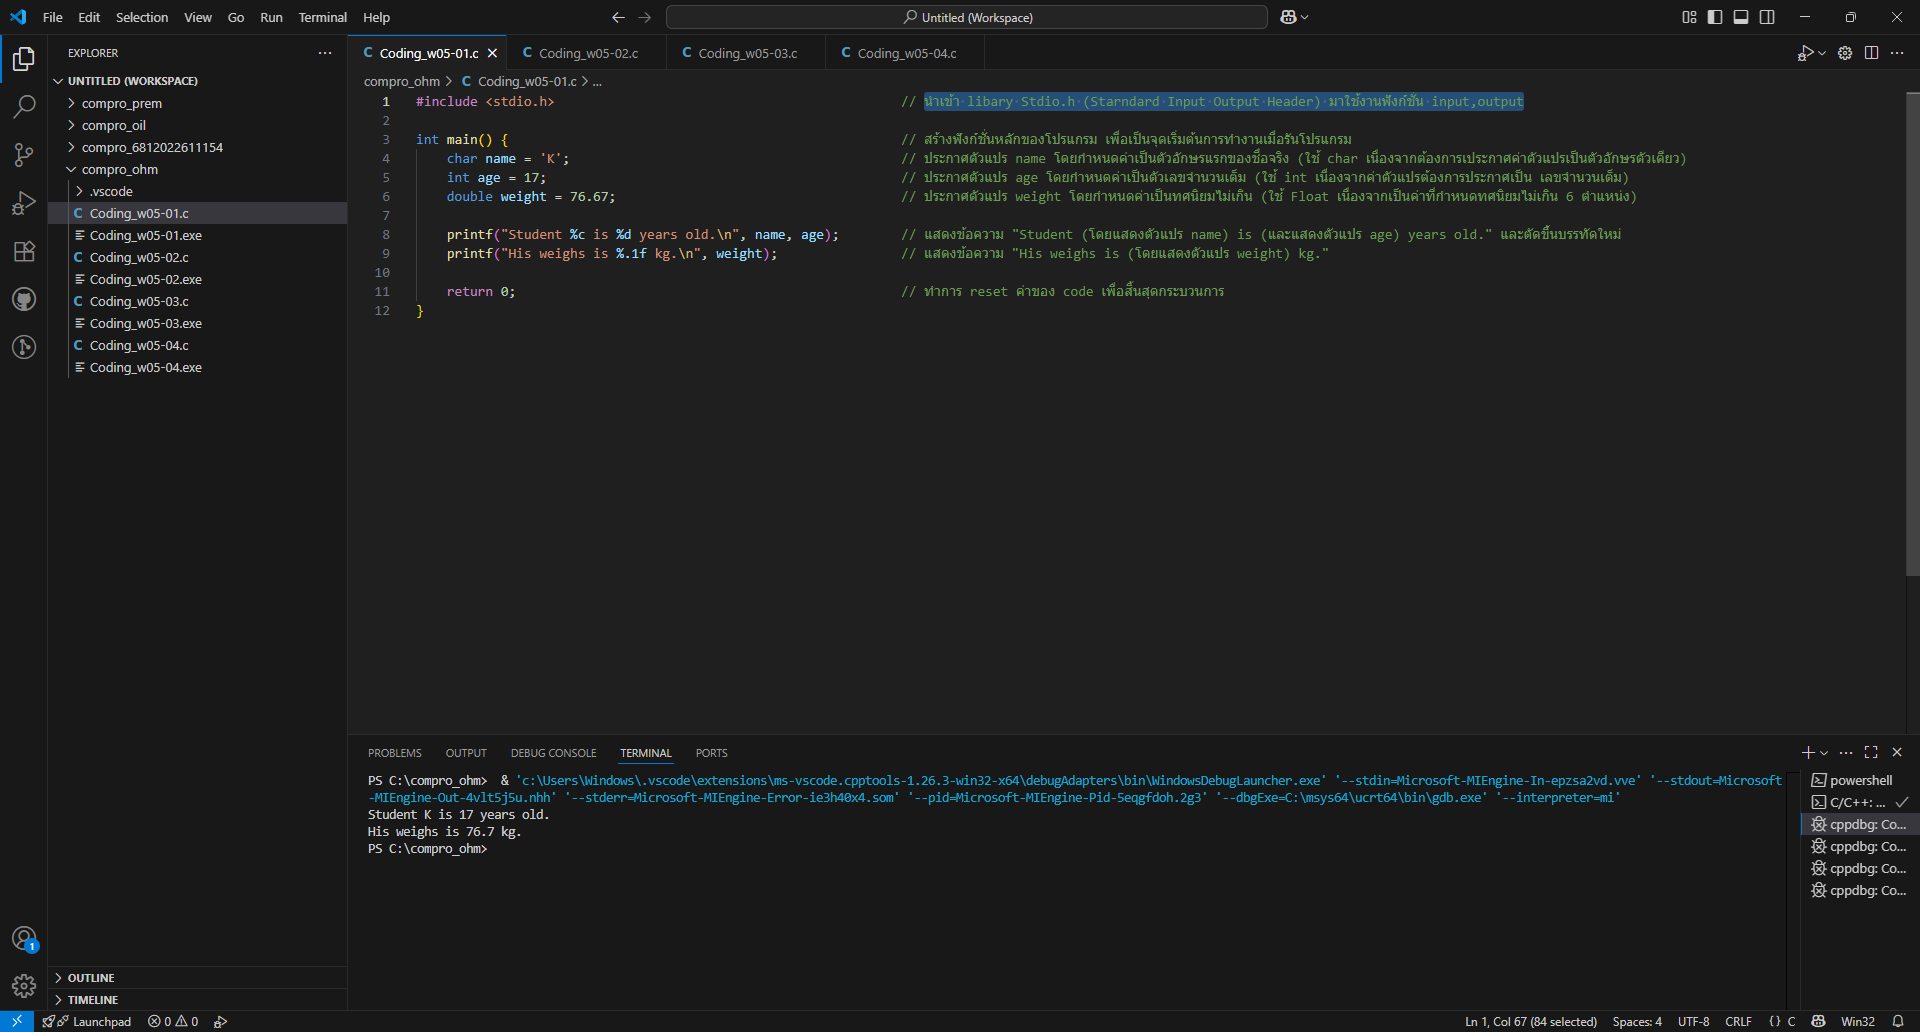 File Edit Selection View Go Run Terminal Help
Untitled (Workspace)
EXPLORER
UNTITLED (WORKSPACE)
compro_prem
compro_oil
compro_6812022611154
compro_ohm
.vscode
C Coding_w05-01.c
Coding_w05-01.exe
C Coding_w05-02.c
Coding_w05-02.exe
C Coding_w05-03.c
Coding_w05-03.exe
C Coding_w05-04.c
Coding_w05-04.exe
OUTLINE
TIMELINE
C Coding_w05-01.c C Coding_w05-02.c C Coding_w05-03.c C Coding_w05-04.c
compro_ohm > C Coding_w05-01.c > ...
1 #include <stdio.h> // นำเข้า libary Stdio.h (Starndard Input Output Header) มาใช้งานฟังก์ชัน input,output
2
3 int main() { // สร้างฟังก์ชั่นหลักของโปรแกรม เพื่อเป็นจุดเริ่มต้นการทำงานเมื่อรันโปรแกรม
4 char name = 'K'; // ประกาศตัวแปร name โดยกำหนดค่าเป็นตัวอักษรแรกของชื่อจริง (ใช้ char เนื่องจากต้องการเประกาศค่าตัวแปรเป็นตัวอักษรตัวเดียว)
5 int age = 17; // ประกาศตัวแปร age โดยกำหนดค่าเป็นตัวเลขจำนวนเต็ม (ใช้ int เนื่องจากค่าตัวแปรต้องการประกาศเป็น เลขจำนวนเต็ม)
6 double weight = 76.67; // ประกาศตัวแปร weight โดยกำหนดค่าเป็นทศนิยมไม่เกิน (ใช้ Float เนื่องจากเป็นค่าที่กำหนดทศนิยมไม่เกิน 6 ตำแหน่ง)
7
8 printf("Student %c is %d years old.\n", name, age); // แสดงข้อความ "Student (โดยแสดงตัวแปร name) is (และแสดงตัวแปร age) years old." และตัดขึ้นบรรทัดใหม่
9 printf("His weighs is %.1f kg.\n", weight); // แสดงข้อความ "His weighs is (โดยแสดงตัวแปร weight) kg."
10
11 return 0; // ทำการ reset ค่าของ code เพื่อสิ้นสุดกระบวนการ
12 }
PROBLEMS OUTPUT DEBUG CONSOLE TERMINAL PORTS
PS C:\compro_ohm> & 'c:\Users\Windows\.vscode\extensions\ms-vscode.cpptools-1.26.3-win32-x64\debugAdapters\bin\WindowsDebugLauncher.exe' '--stdin=Microsoft-MIEngine-In-epzsa2vd.vve' '--stdout=Microsoft
-MIEngine-Out-4vlt5j5u.nhh' '--stderr=Microsoft-MIEngine-Error-ie3h40x4.som' '--pid=Microsoft-MIEngine-Pid-5eqgfdoh.2g3' '--dbgExe=C:\msys64\ucrt64\bin\gdb.exe' '--interpreter=mi'
Student K is 17 years old.
His weighs is 76.7 kg.
PS C:\compro_ohm>
powershell
C/C++: ...
cppdbg: Co...
cppdbg: Co...
cppdbg: Co...
cppdbg: Co...
1
Launchpad 0 0 Ln 1, Col 67 (84 selected) Spaces: 4 UTF-8 CRLF {} C Win32